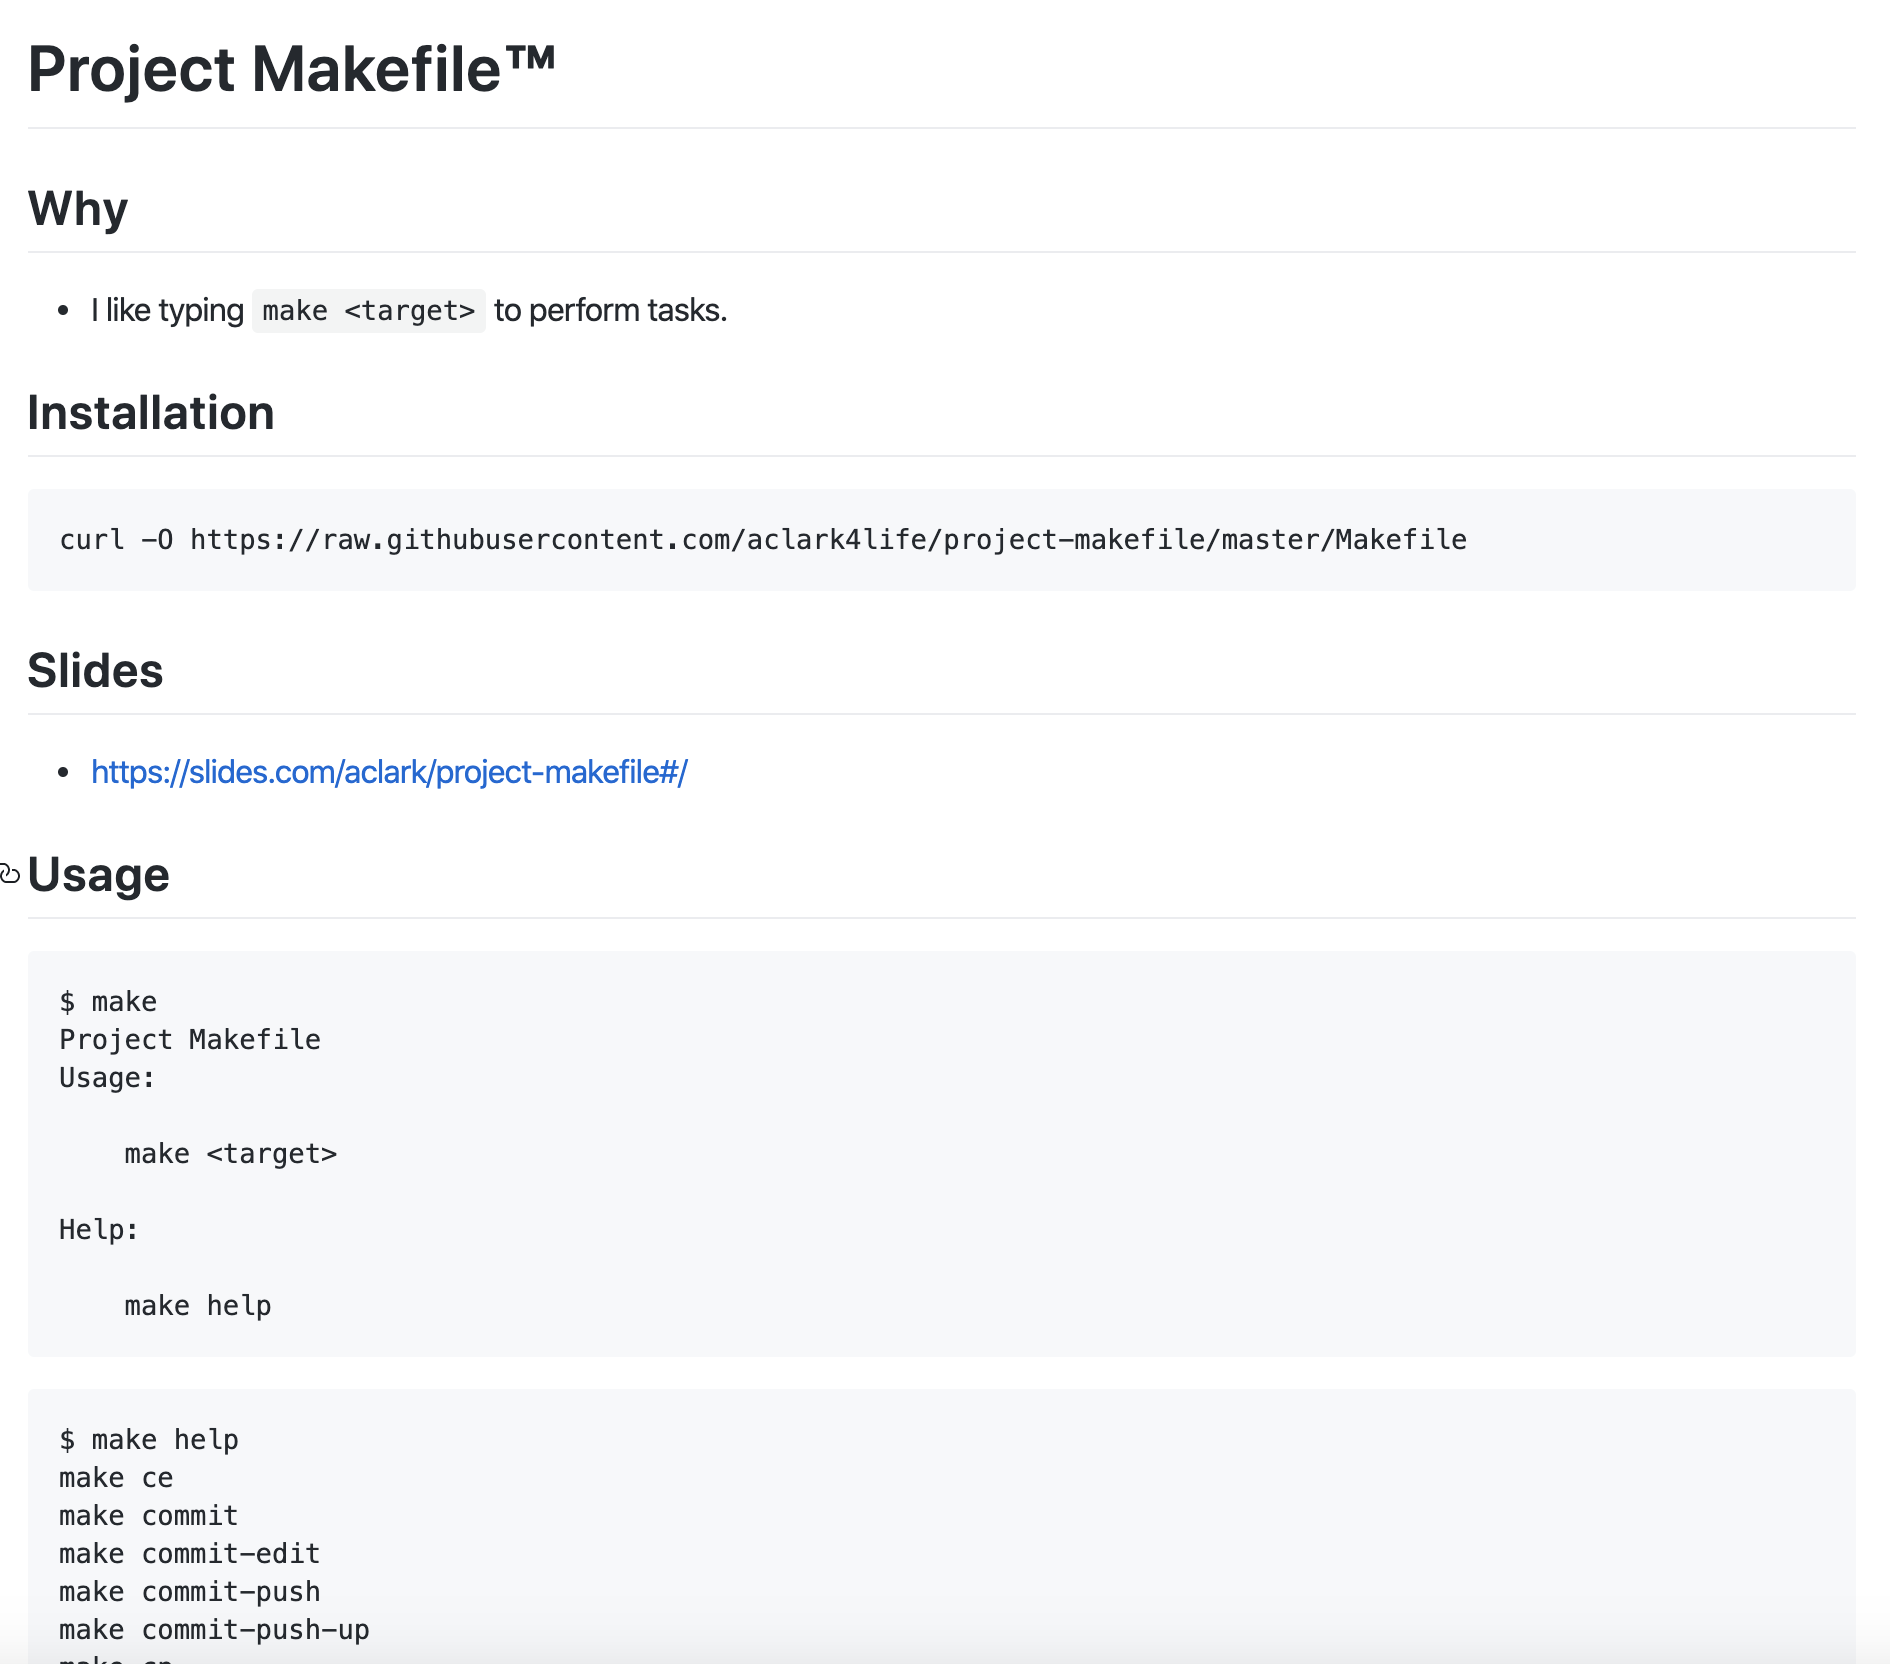 Project Makefile™
Why
• I like typing make <target> to perform tasks.
Installation
curl -O https://raw.githubusercontent.com/aclark4life/project-makefile/master/Makefile
Slides
• https://slides.com/aclark/project-makefile#/
Usage
$ make
Project Makefile
Usage:
make <target>
Help:
make help
$ make help
make ce
make commit
make commit-edit
make commit-push
make commit-push-up
make cp